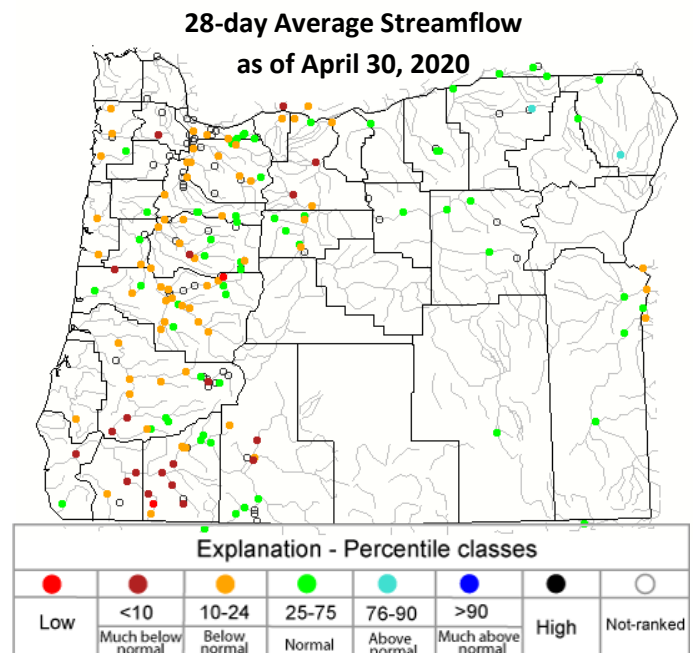 28-day Average Streamflow
as of April 30, 2020
Explanation - Percentile classes
Low
<10
10-24
25-75
76-90
>90
High
Not-ranked
Much below
normal
Below
normal
Normal
Above
normal
Much above
normal